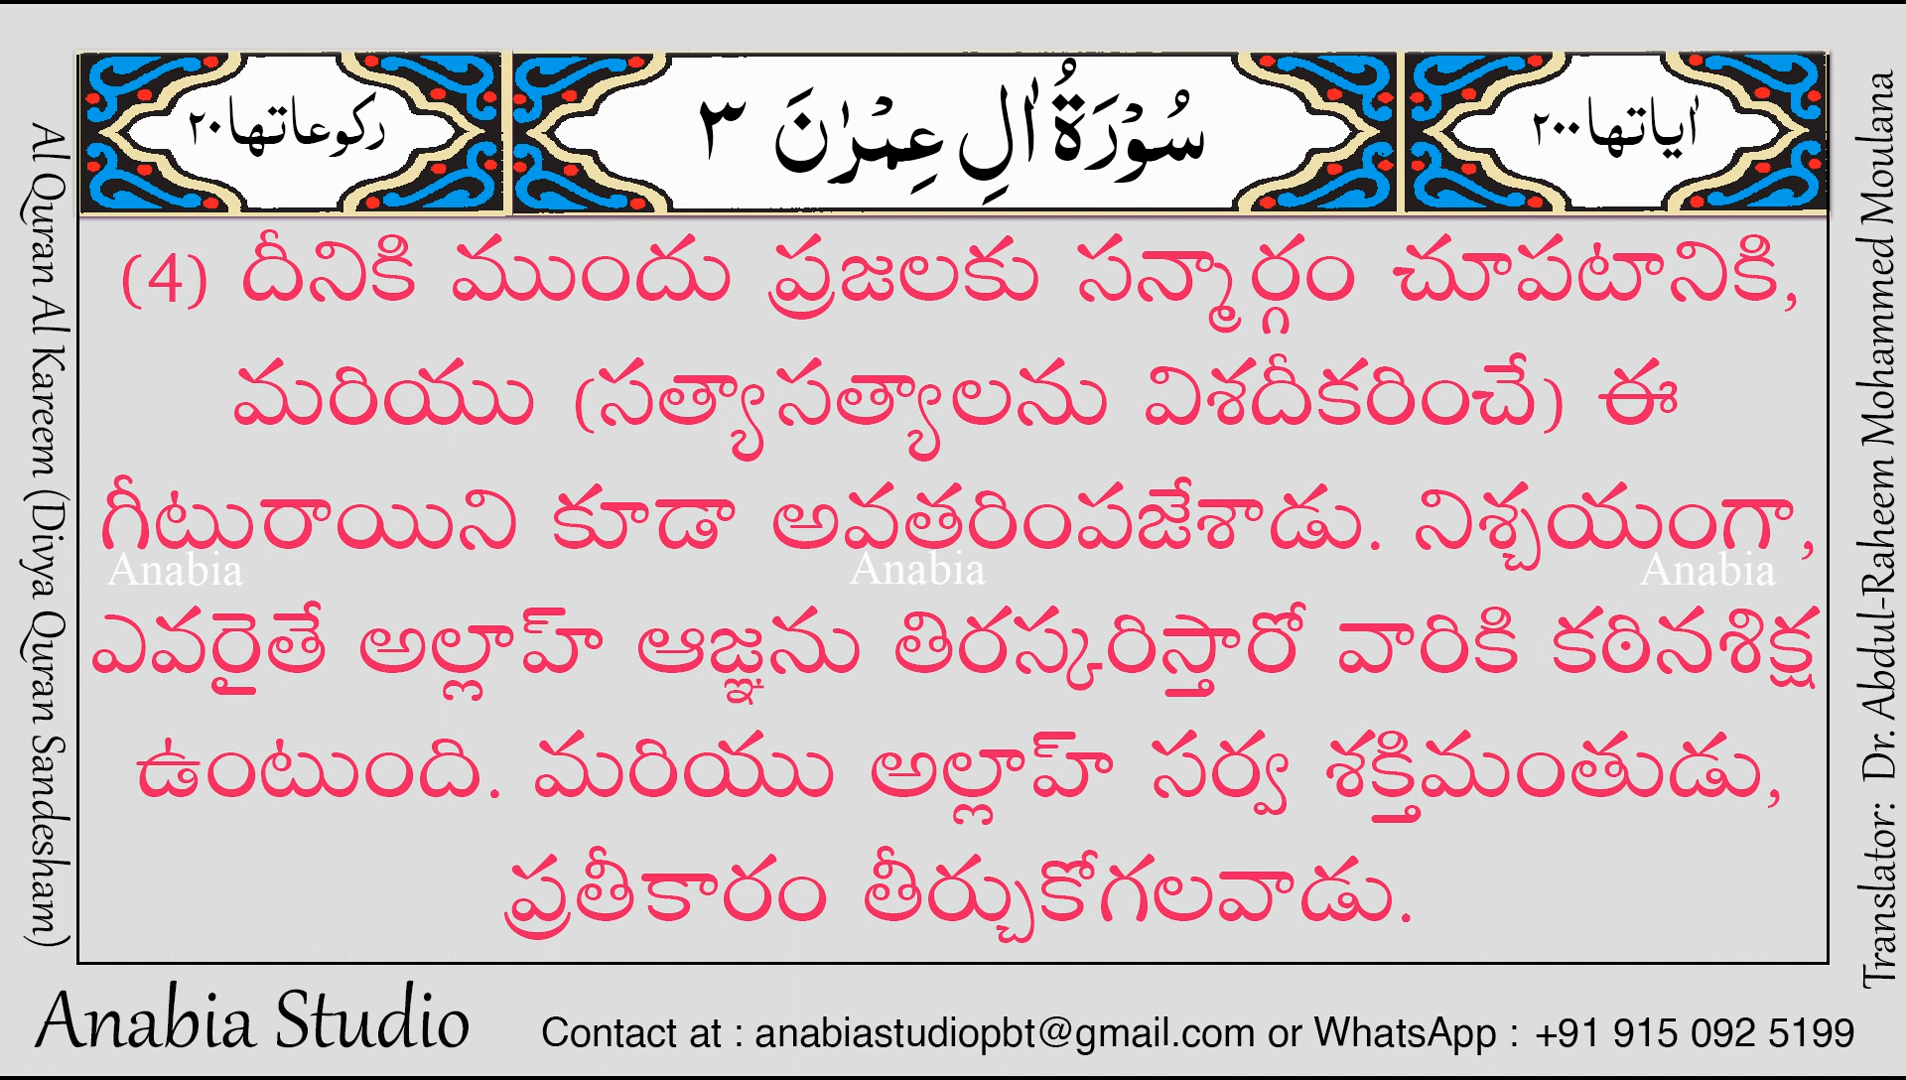 اٰیاتها ۲۰۰
سُوْرَةُ اٰلِ عِمْرٰنَ ۳
رکوعاتها ۲۰
(4) దీనికి ముందు ప్రజలకు సన్మార్గం చూపటానికి,
మరియు (సత్యాసత్యాలను విశదీకరించే) ఈ
గీటురాయిని కూడా అవతరింపజేశాడు. నిశ్చయంగా,
Anabia Anabia Anabia
ఎవరైతే అల్లాహ్ ఆజ్ఞను తిరస్కరిస్తారో వారికి కఠినశిక్ష
ఉంటుంది. మరియు అల్లాహ్ సర్వ శక్తిమంతుడు,
ప్రతీకారం తీర్చుకోగలవాడు.
Al Quran Al Kareem (Divya Quran Sandesham)
Translator: Dr. Abdul-Raheem Mohammed Moulana
Anabia Studio
Contact at : anabiastudiopbt@gmail.com or WhatsApp : +91 915 092 5199